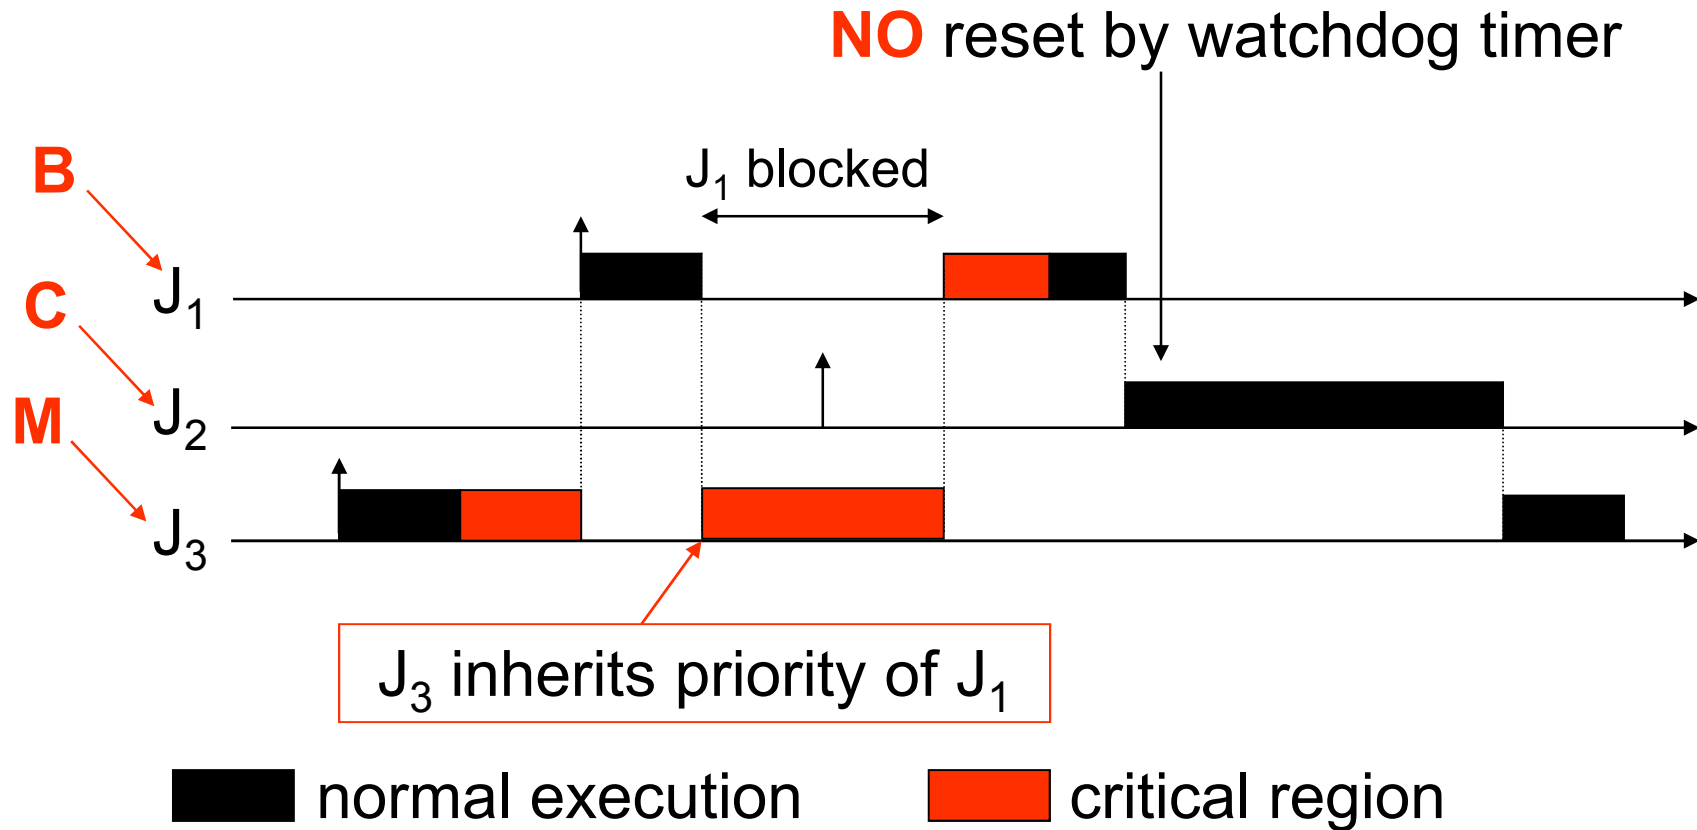 NO reset by watchdog timer
J₁ blocked
B
J₁
C
J₂
M
J₃
J₃ inherits priority of J₁
normal execution
critical region